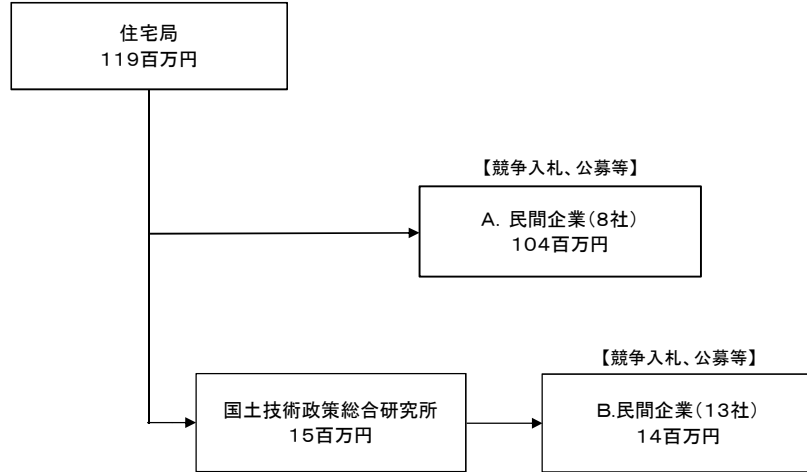 住宅局
119百万円
【競争入札、公募等】
A. 民間企業(8社)
104百万円
【競争入札、公募等】
国土技術政策総合研究所
15百万円
B.民間企業(13社)
14百万円